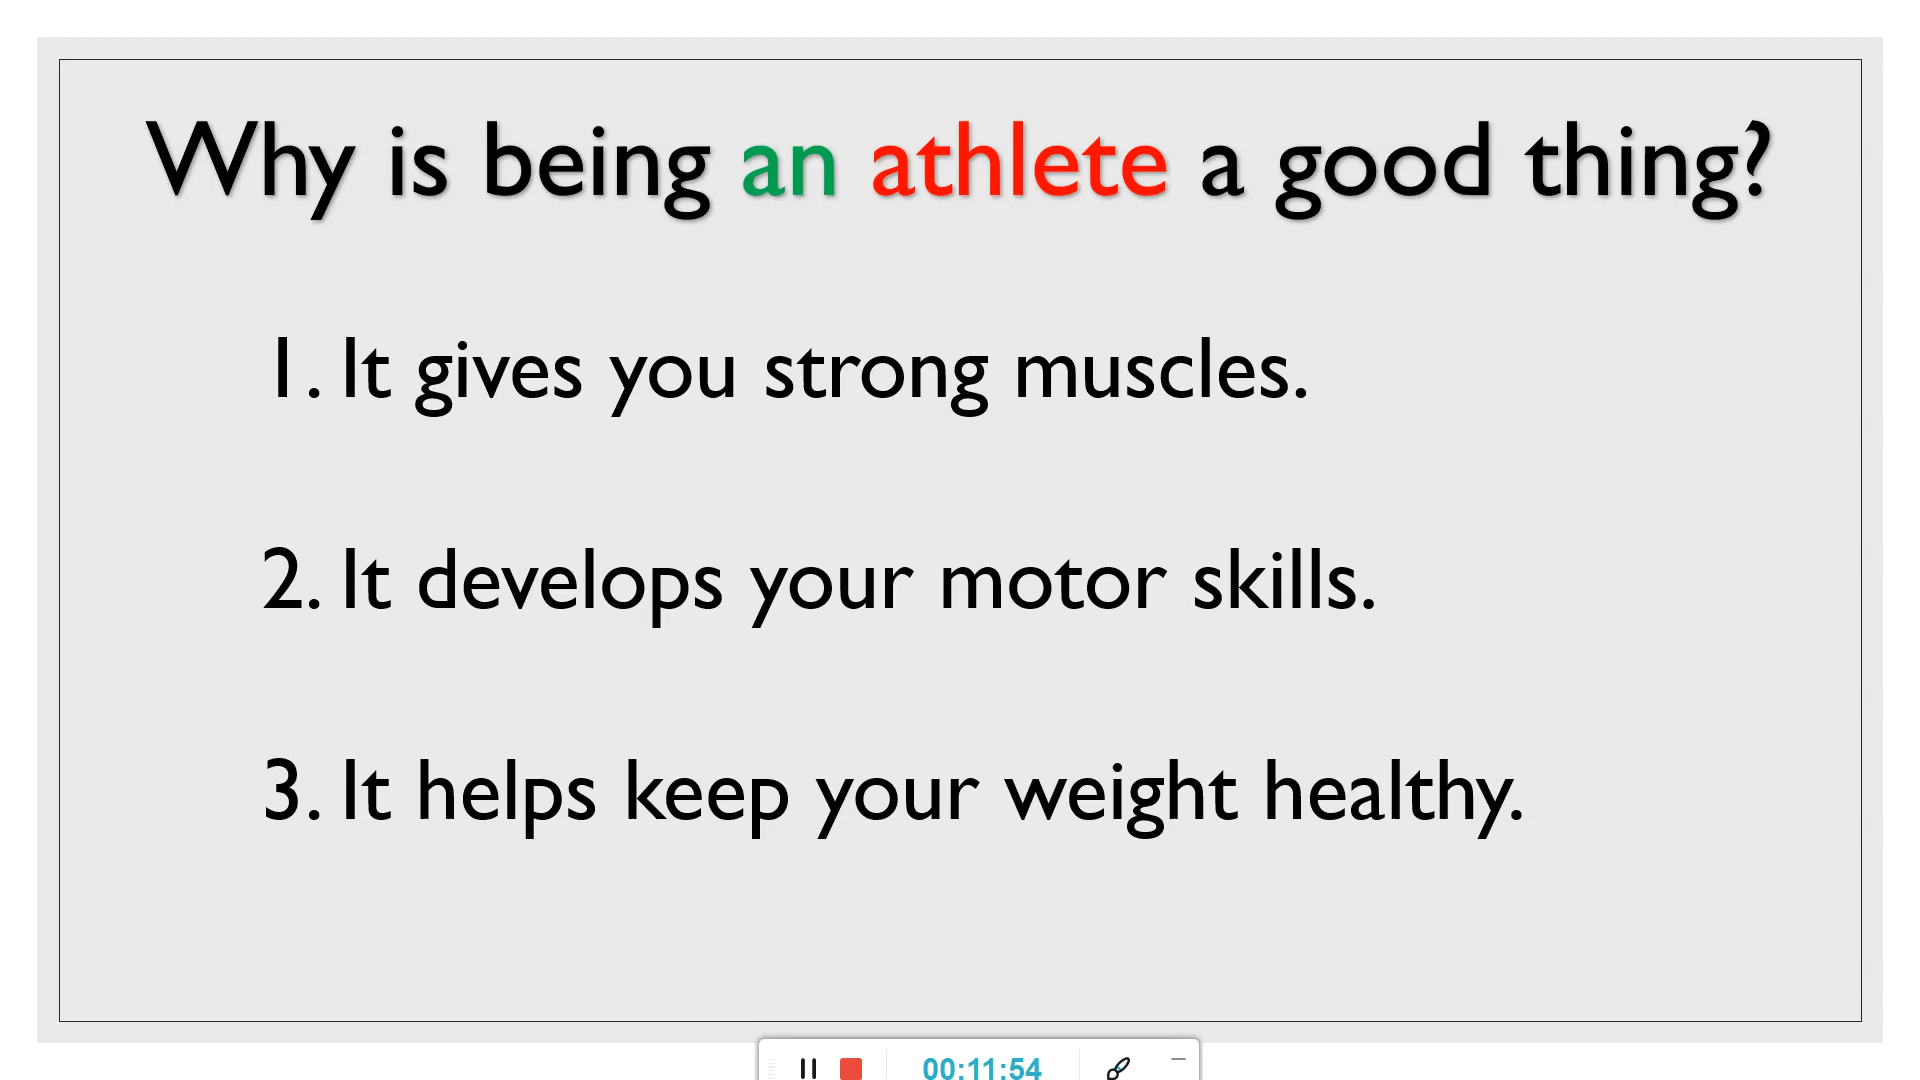 Why is being an athlete a good thing?
1. It gives you strong muscles.
2. It develops your motor skills.
3. It helps keep your weight healthy.
00:11:54